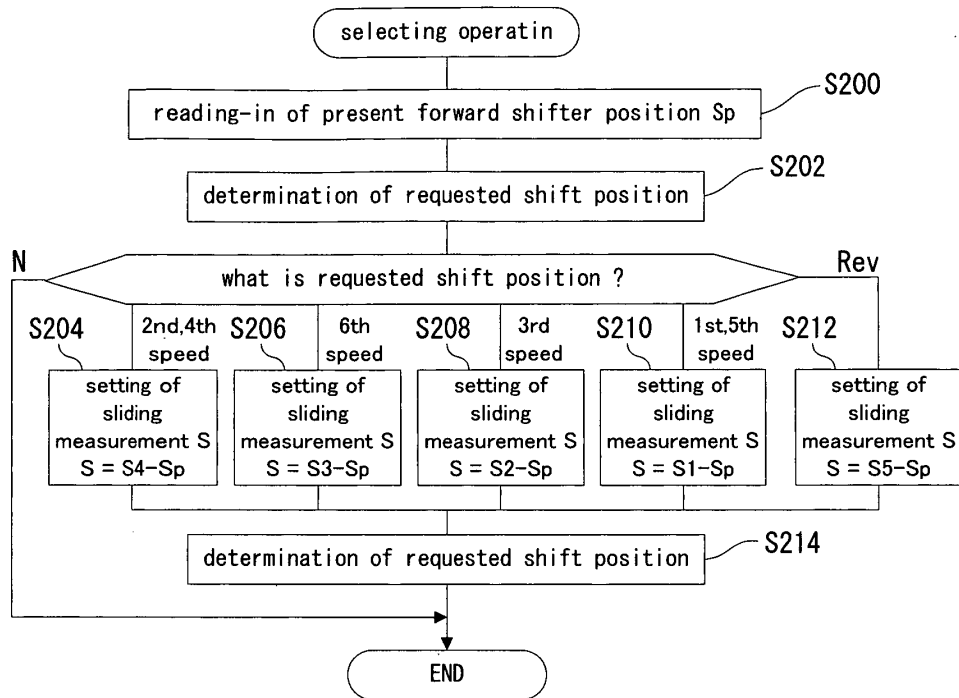 selecting operatin
S200
reading-in of present forward shifter position Sp
S202
determination of requested shift position
N
what is requested shift position ?
Rev
S204
2nd,4th
speed
S206
6th
speed
S208
3rd
speed
S210
1st,5th
speed
S212
setting of
sliding
measurement S
S = S4-Sp
setting of
sliding
measurement S
S = S3-Sp
setting of
sliding
measurement S
S = S2-Sp
setting of
sliding
measurement S
S = S1-Sp
setting of
sliding
measurement S
S = S5-Sp
determination of requested shift position
S214
END